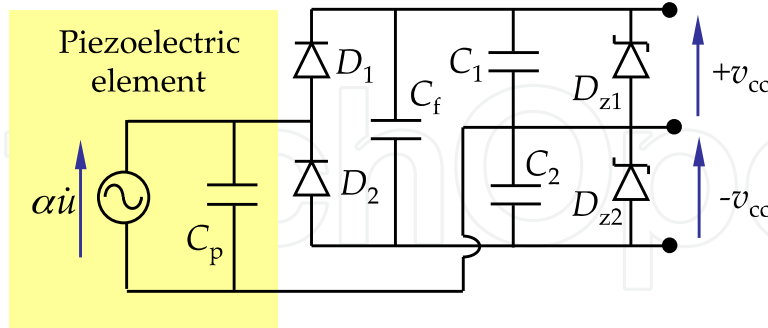 Piezoelectric
element
D1
D2
Cf
C1
C2
Dz1
Dz2
+vcc
-vcc
αu̇
Cp